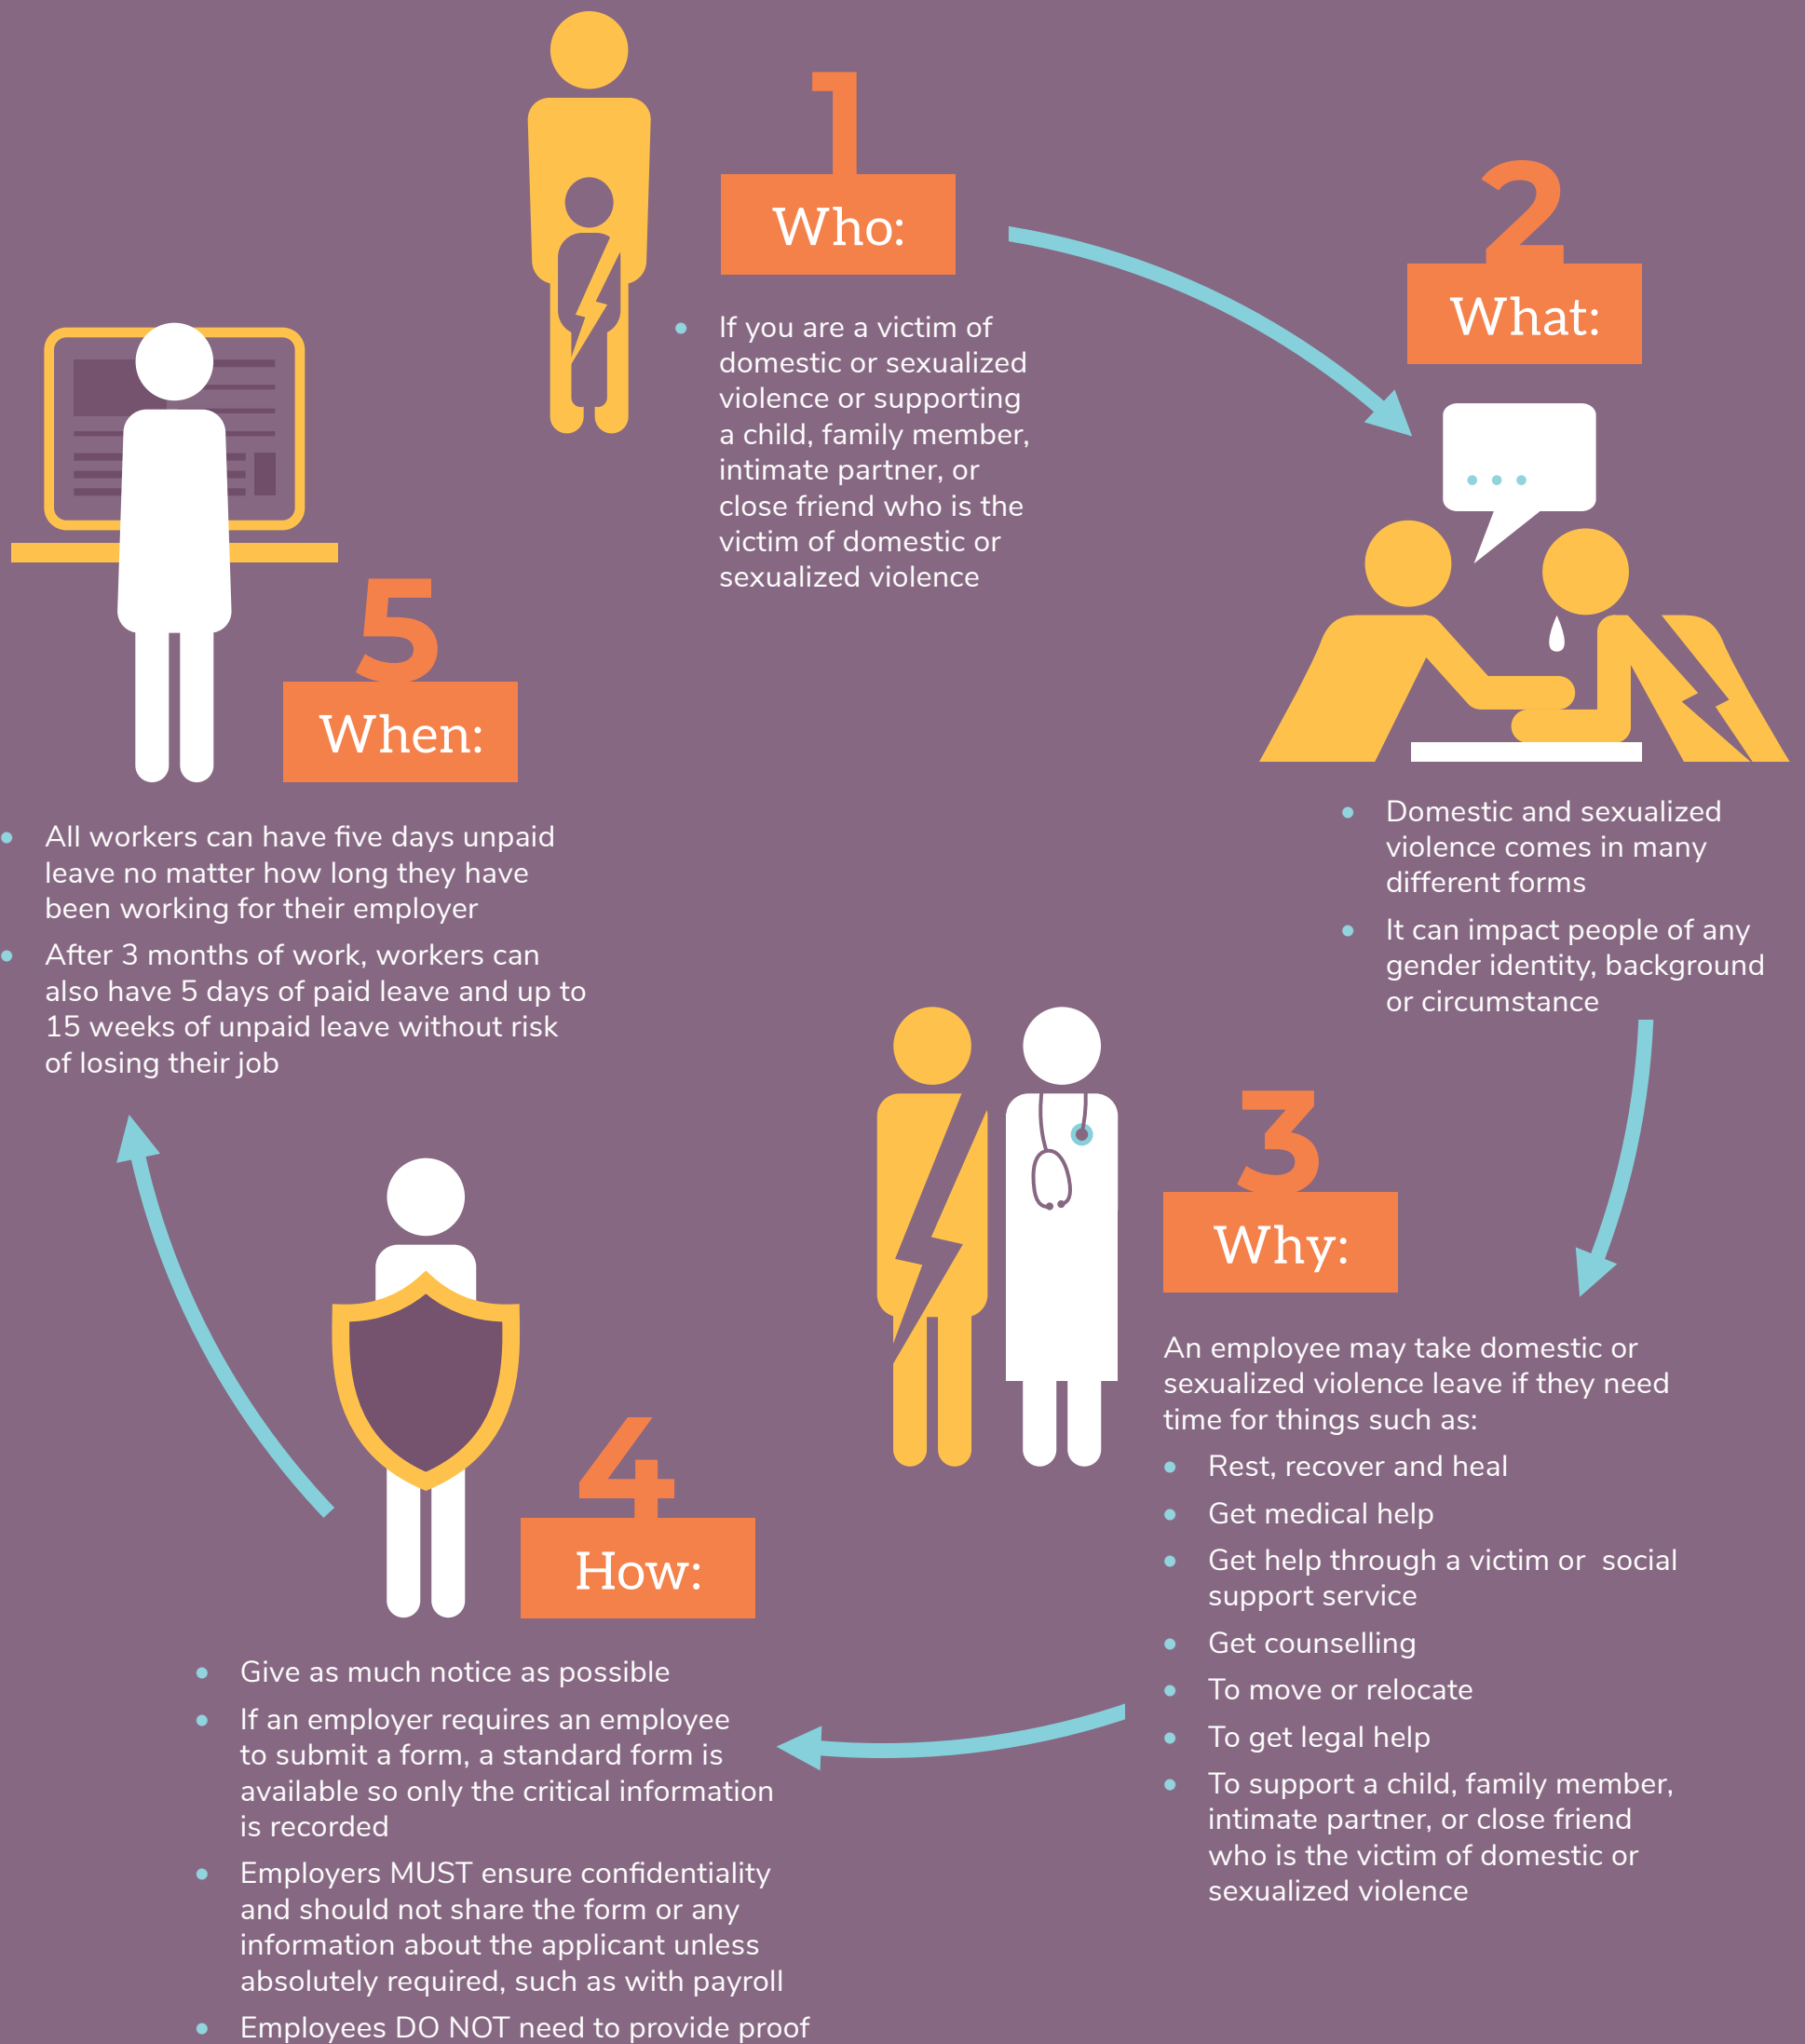 1
Who:
If you are a victim of
domestic or sexualized
violence or supporting
a child, family member,
intimate partner, or
close friend who is the
victim of domestic or
sexualized violence
2
What:
...
Domestic and sexualized
violence comes in many
different forms
It can impact people of any
gender identity, background
or circumstance
3
Why:
An employee may take domestic or
sexualized violence leave if they need
time for things such as:
Rest, recover and heal
Get medical help
Get help through a victim or  social
support service
Get counselling
To move or relocate
To get legal help
To support a child, family member,
intimate partner, or close friend
who is the victim of domestic or
sexualized violence
4
How:
Give as much notice as possible
If an employer requires an employee
to submit a form, a standard form is
available so only the critical information
is recorded
Employers MUST ensure confidentiality
and should not share the form or any
information about the applicant unless
absolutely required, such as with payroll
Employees DO NOT need to provide proof
5
When:
All workers can have five days unpaid
leave no matter how long they have
been working for their employer
After 3 months of work, workers can
also have 5 days of paid leave and up to
15 weeks of unpaid leave without risk
of losing their job